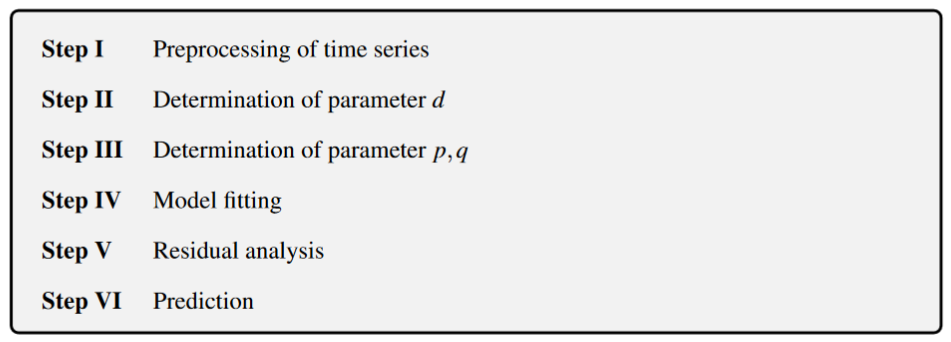 Step I Preprocessing of time series
Step II Determination of parameter d
Step III Determination of parameter p,q
Step IV Model fitting
Step V Residual analysis
Step VI Prediction